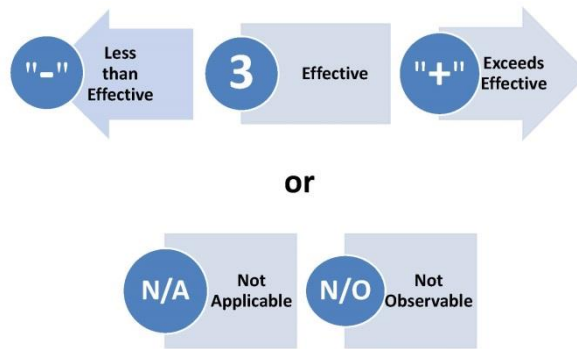 "-"
Less
than
Effective
3
Effective
"+"
Exceeds
Effective
or
N/A
Not
Applicable
N/O
Not
Observable